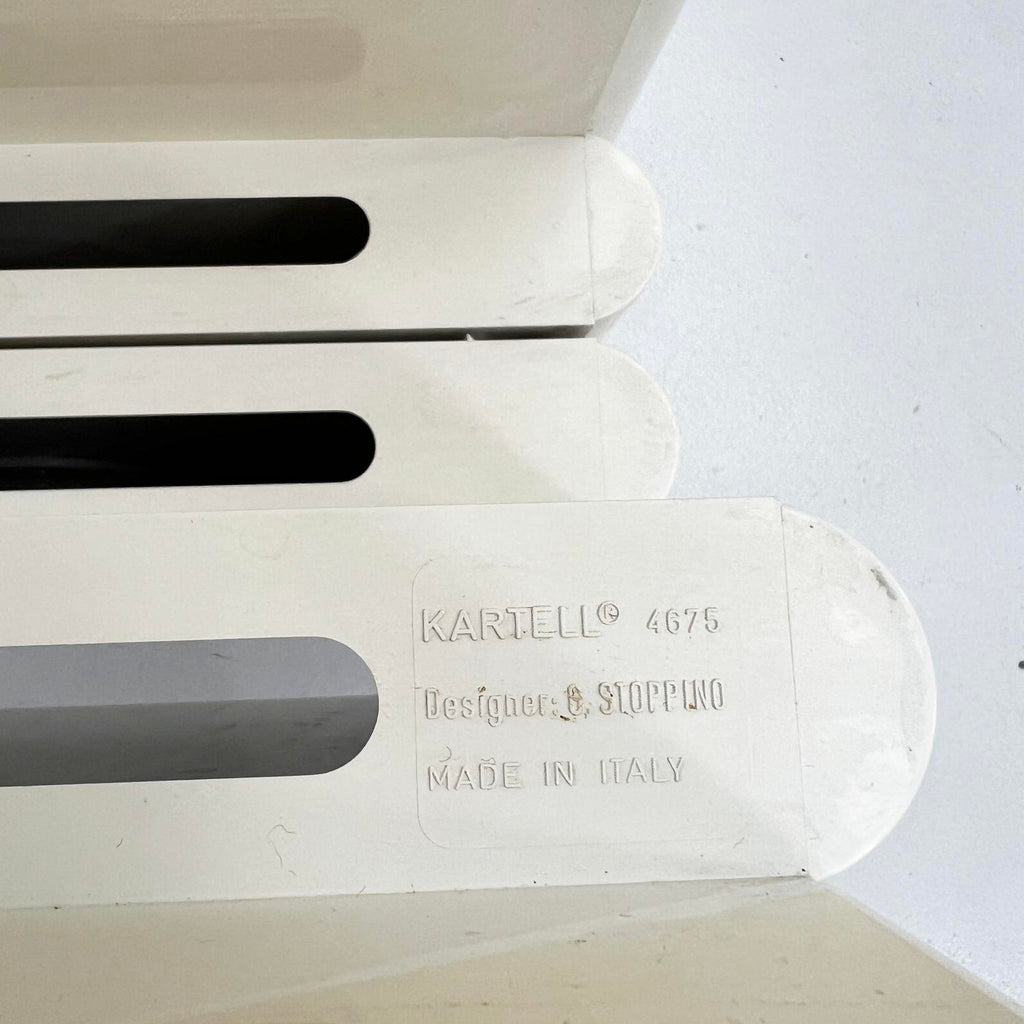 KARTELL® 4675
Designer: G. STOPPINO
MADE IN ITALY